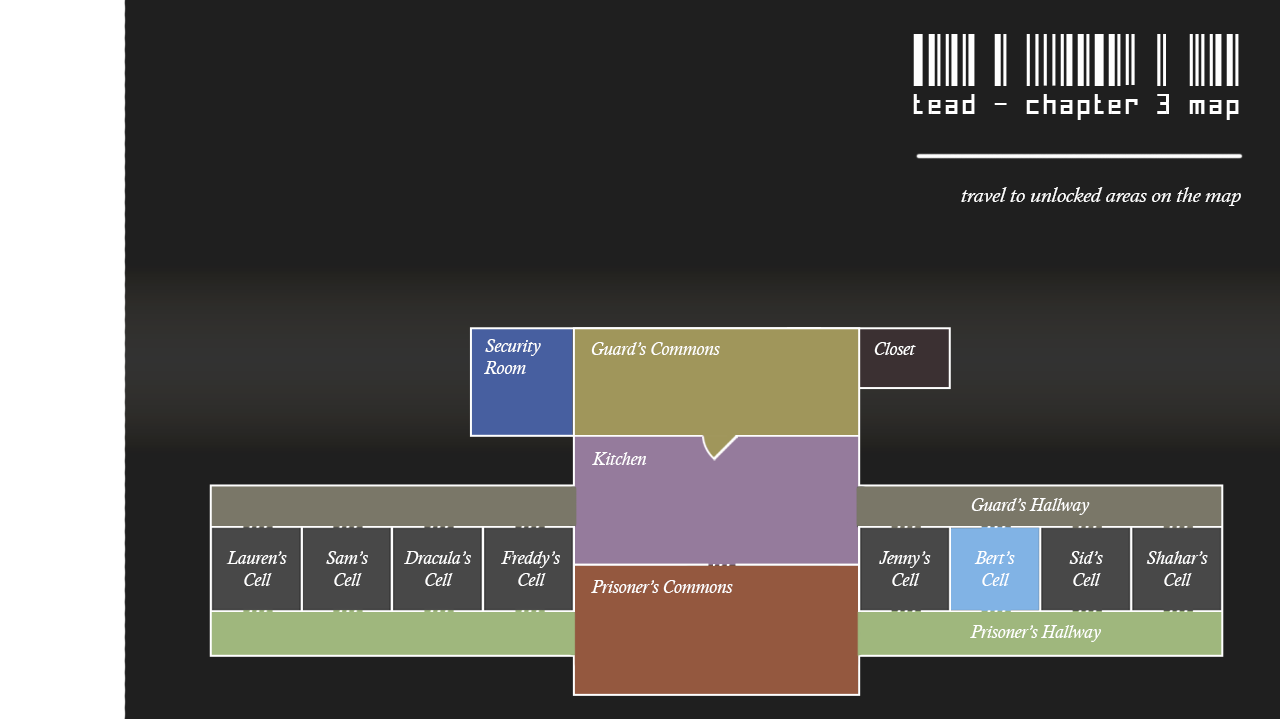 tead - chapter 3 map
travel to unlocked areas on the map
Security
Room
Guard's Commons
Closet
Kitchen
Guard's Hallway
Lauren's
Cell
Sam's
Cell
Dracula's
Cell
Freddy's
Cell
Jenny's
Cell
Bert's
Cell
Sid's
Cell
Shahar's
Cell
Prisoner's Commons
Prisoner's Hallway